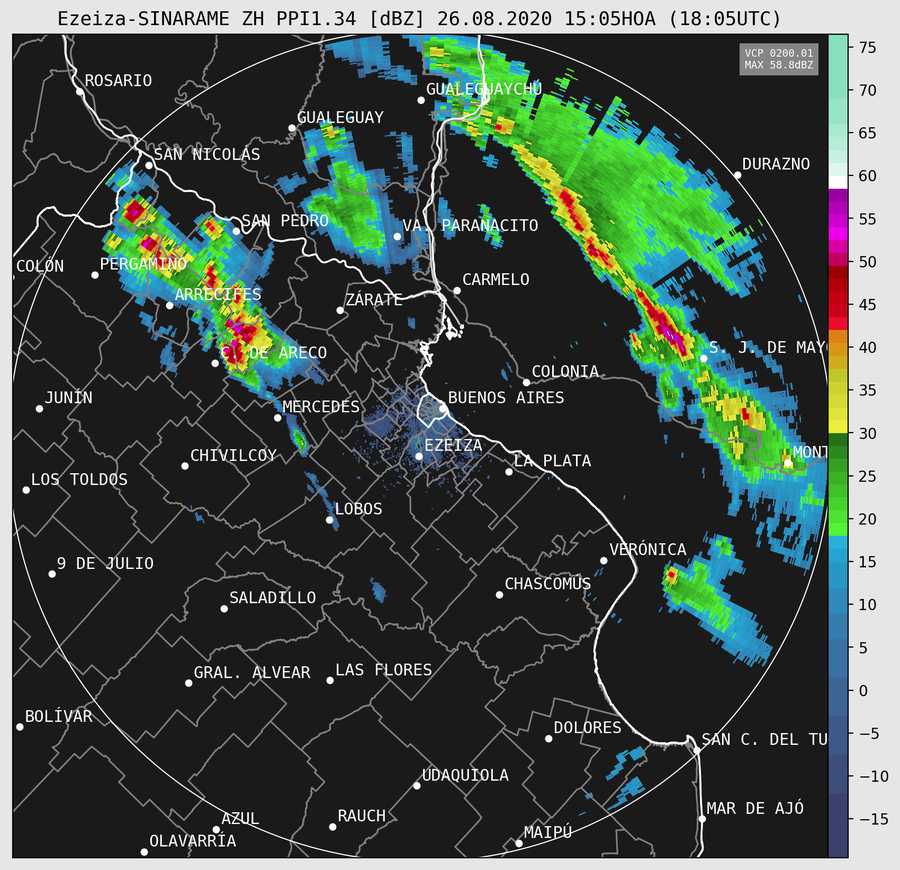 Ezeiza-SINARAME ZH PPI1.34 [dBZ] 26.08.2020 15:05HOA (18:05UTC)
VCP 0200.01
MAX 58.8dBZ
ROSARIO
GUALEGUAYCHÚ
GUALEGUAY
SAN NICOLÁS
DURAZNO
SAN PEDRO
VA. PARANACITO
COLÓN
PERGAMINO
CARMELO
ARRECIFES
ZÁRATE
S. J. DE MAY
C. DE ARECO
COLONIA
JUNÍN
MERCEDES
BUENOS AIRES
EZEIZA
MONT
CHIVILCOY
LA PLATA
LOS TOLDOS
LOBOS
VERÓNICA
9 DE JULIO
CHASCOMÚS
SALADILLO
GRAL. ALVEAR
LAS FLORES
BOLÍVAR
DOLORES
SAN C. DEL TU
UDAQUIOLA
MAR DE AJÓ
AZUL
RAUCH
MAIPÚ
OLAVARRÍA
75
70
65
60
55
50
45
40
35
30
25
20
15
10
5
0
−5
−10
−15